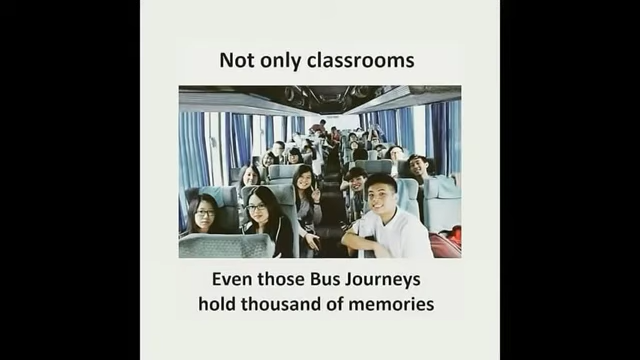 Not only classrooms
Even those Bus Journeys
hold thousand of memories